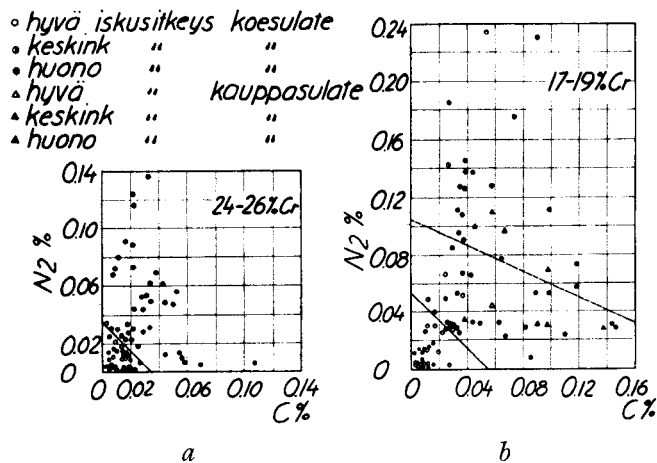 ○ hyvä iskusitkeys koesulate
◑ keskink " "
● huono " "
△ hyvä " kauppasulate
▲ keskink " "
▲ huono " "
0.14
0.10
0.06
0.02
0
N2 %
24-26%Cr
0 0.02 0.06 0.10 0.14
C%
a
0.24
0.20
0.16
0.12
0.08
0.04
0
N2 %
17-19%Cr
0 0.04 0.08 0.12 0.16
C%
b